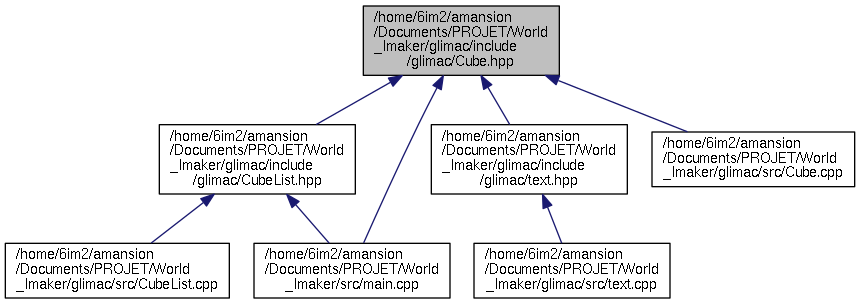 /home/6im2/amansion
/Documents/PROJET/World
_Imaker/glimac/include
/glimac/Cube.hpp
/home/6im2/amansion
/Documents/PROJET/World
_Imaker/glimac/include
/glimac/CubeList.hpp
/home/6im2/amansion
/Documents/PROJET/World
_Imaker/glimac/include
/glimac/text.hpp
/home/6im2/amansion
/Documents/PROJET/World
_Imaker/glimac/src/Cube.cpp
/home/6im2/amansion
/Documents/PROJET/World
_Imaker/glimac/src/CubeList.cpp
/home/6im2/amansion
/Documents/PROJET/World
_Imaker/src/main.cpp
/home/6im2/amansion
/Documents/PROJET/World
_Imaker/glimac/src/text.cpp